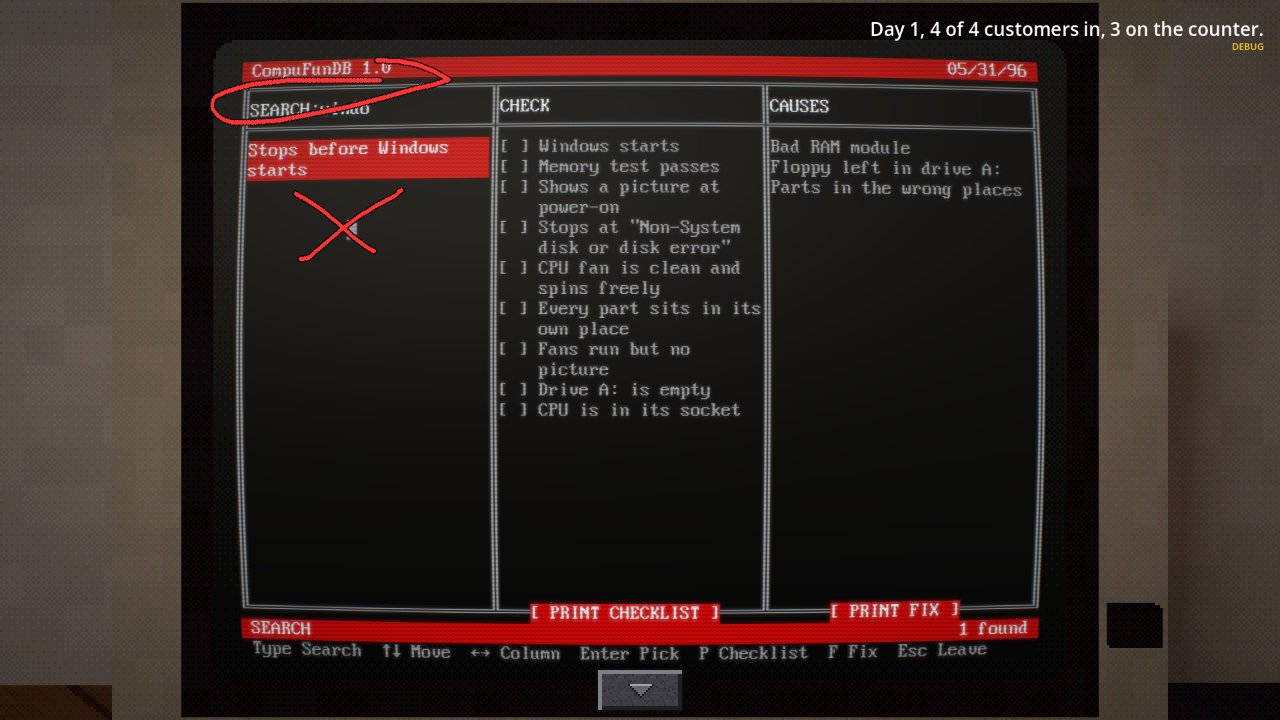 Day 1, 4 of 4 customers in, 3 on the counter.
DEBUG
CompuFunDB 1.0
05/31/96
SEARCH:windo
CHECK
CAUSES
Stops before Windows
starts
[ ] Windows starts
[ ] Memory test passes
[ ] Shows a picture at
power-on
[ ] Stops at "Non-System
disk or disk error"
[ ] CPU fan is clean and
spins freely
[ ] Every part sits in its
own place
[ ] Fans run but no
picture
[ ] Drive A: is empty
[ ] CPU is in its socket
Bad RAM module
Floppy left in drive A:
Parts in the wrong places
[ PRINT CHECKLIST ]
[ PRINT FIX ]
SEARCH
1 found
Type Search ↑↓ Move ↔ Column Enter Pick P Checklist F Fix Esc Leave